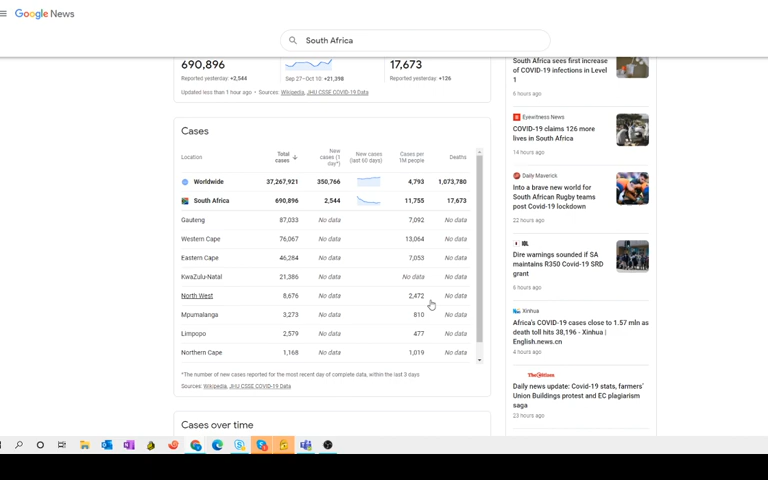 Google News
South Africa
690,896
17,673
Reported yesterday • +2,544
Sep 27–Oct 10 • +21,398
Reported yesterday • +126
Updated less than 1 hour ago • Sources: Wikipedia, JHU CSSE COVID-19 Data
Cases
Location
Total cases
New cases (1 day*)
New cases (last 60 days)
Cases per 1M people
Deaths
Worldwide 37,267,921 350,766 4,793 1,073,780
South Africa 690,896 2,544 11,755 17,673
Gauteng 87,033 No data 7,092 No data
Western Cape 76,067 No data 13,064 No data
Eastern Cape 46,284 No data 7,053 No data
KwaZulu-Natal 21,386 No data No data No data
North West 8,676 No data 2,472 No data
Mpumalanga 3,273 No data 810 No data
Limpopo 2,579 No data 477 No data
Northern Cape 1,168 No data 1,019 No data
*The number of new cases reported for the most recent day of complete data, within the last 3 days
Sources: Wikipedia, JHU CSSE COVID-19 Data
Cases over time
South Africa sees first increase
of COVID-19 infections in Level
1
6 hours ago
Eyewitness News
COVID-19 claims 126 more
lives in South Africa
14 hours ago
Daily Maverick
Into a brave new world for
South African Rugby teams
post Covid-19 lockdown
22 hours ago
IOL
Dire warnings sounded if SA
maintains R350 Covid-19 SRD
grant
6 hours ago
Xinhua
Africa's COVID-19 cases close to 1.57 mln as
death toll hits 38,196 - Xinhua |
English.news.cn
4 hours ago
The Citizen
Daily news update: Covid-19 stats, farmers'
Union Buildings protest and EC plagiarism
saga
23 hours ago